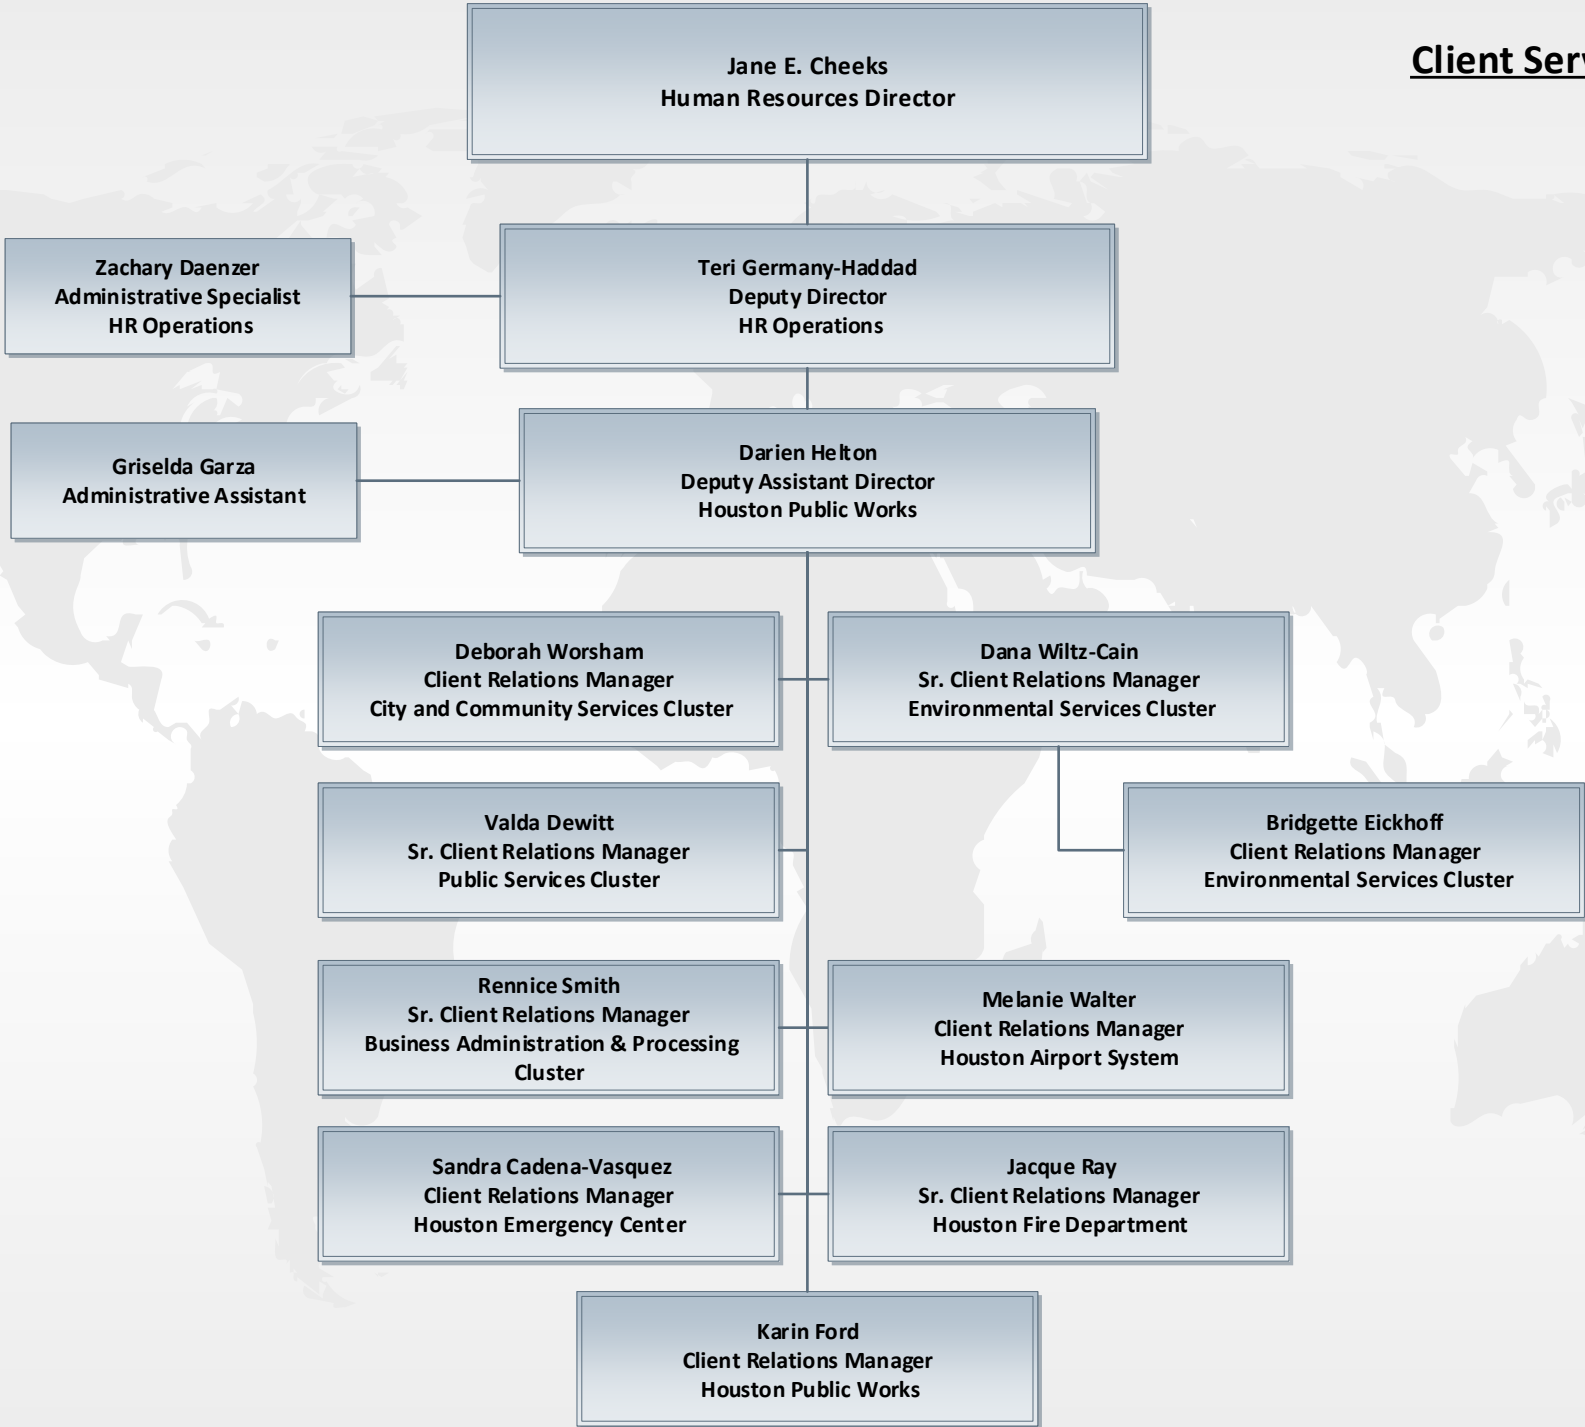 Client
Jane E. Cheeks
Human Resources Director
Zachary Daenzer
Administrative Specialist
HR Operations
Teri Germany-Haddad
Deputy Director
HR Operations
Griselda Garza
Administrative Assistant
Darien Helton
Deputy Assistant Director
Houston Public Works
Deborah Worsham
Client Relations Manager
City and Community Services Cluster
Dana Wiltz-Cain
Sr. Client Relations Manager
Environmental Services Cluster
Valda Dewitt
Sr. Client Relations Manager
Public Services Cluster
Bridgette Eickhoff
Client Relations Manager
Environmental Services Cluster
Rennice Smith
Sr. Client Relations Manager
Business Administration & Processing
Cluster
Melanie Walter
Client Relations Manager
Houston Airport System
Sandra Cadena-Vasquez
Client Relations Manager
Houston Emergency Center
Jacque Ray
Sr. Client Relations Manager
Houston Fire Department
Karin Ford
Client Relations Manager
Houston Public Works